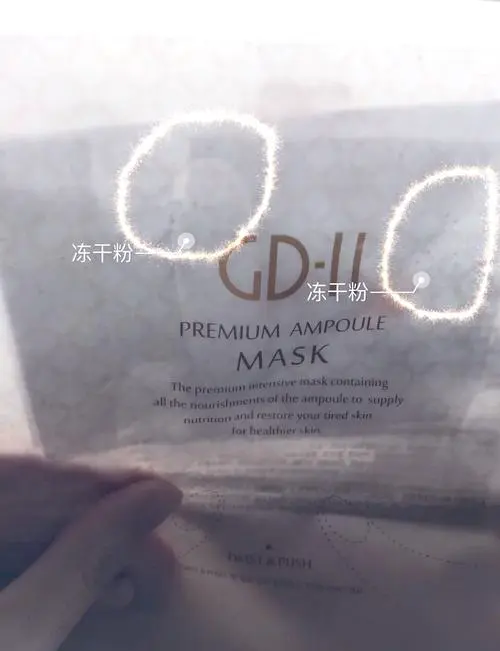 冻干粉
GD-11
冻干粉
PREMIUM AMPOULE
MASK
The premium intensive mask containing
all the nourishments of the ampoule to supply
nutrition and restore your tired skin
for healthier skin.
TWIST & PUSH